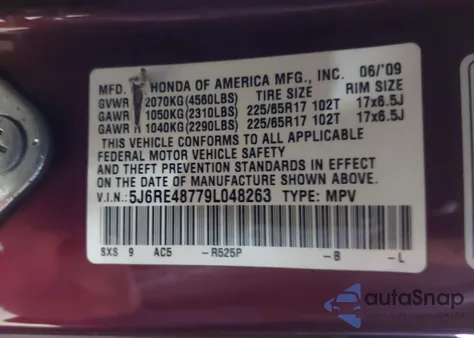 MFD. HONDA OF AMERICA MFG., INC. 06/'09
GVWR 2070KG(4560LBS) TIRE SIZE RIM SIZE
GAWR 1050KG(2310LBS) 225/65R17 102T 17x6.5J
GAWR 1040KG(2290LBS) 225/65R17 102T 17x6.5J
THIS VEHICLE CONFORMS TO ALL APPLICABLE
FEDERAL MOTOR VEHICLE SAFETY
AND THEFT PREVENTION STANDARDS IN EFFECT
ON THE DATE OF MANUFACTURE SHOWN ABOVE.
V.I.N.: 5J6RE48779L048263 TYPE: MPV
SXS 9 AC5 -R525P -B -L
autoSnap